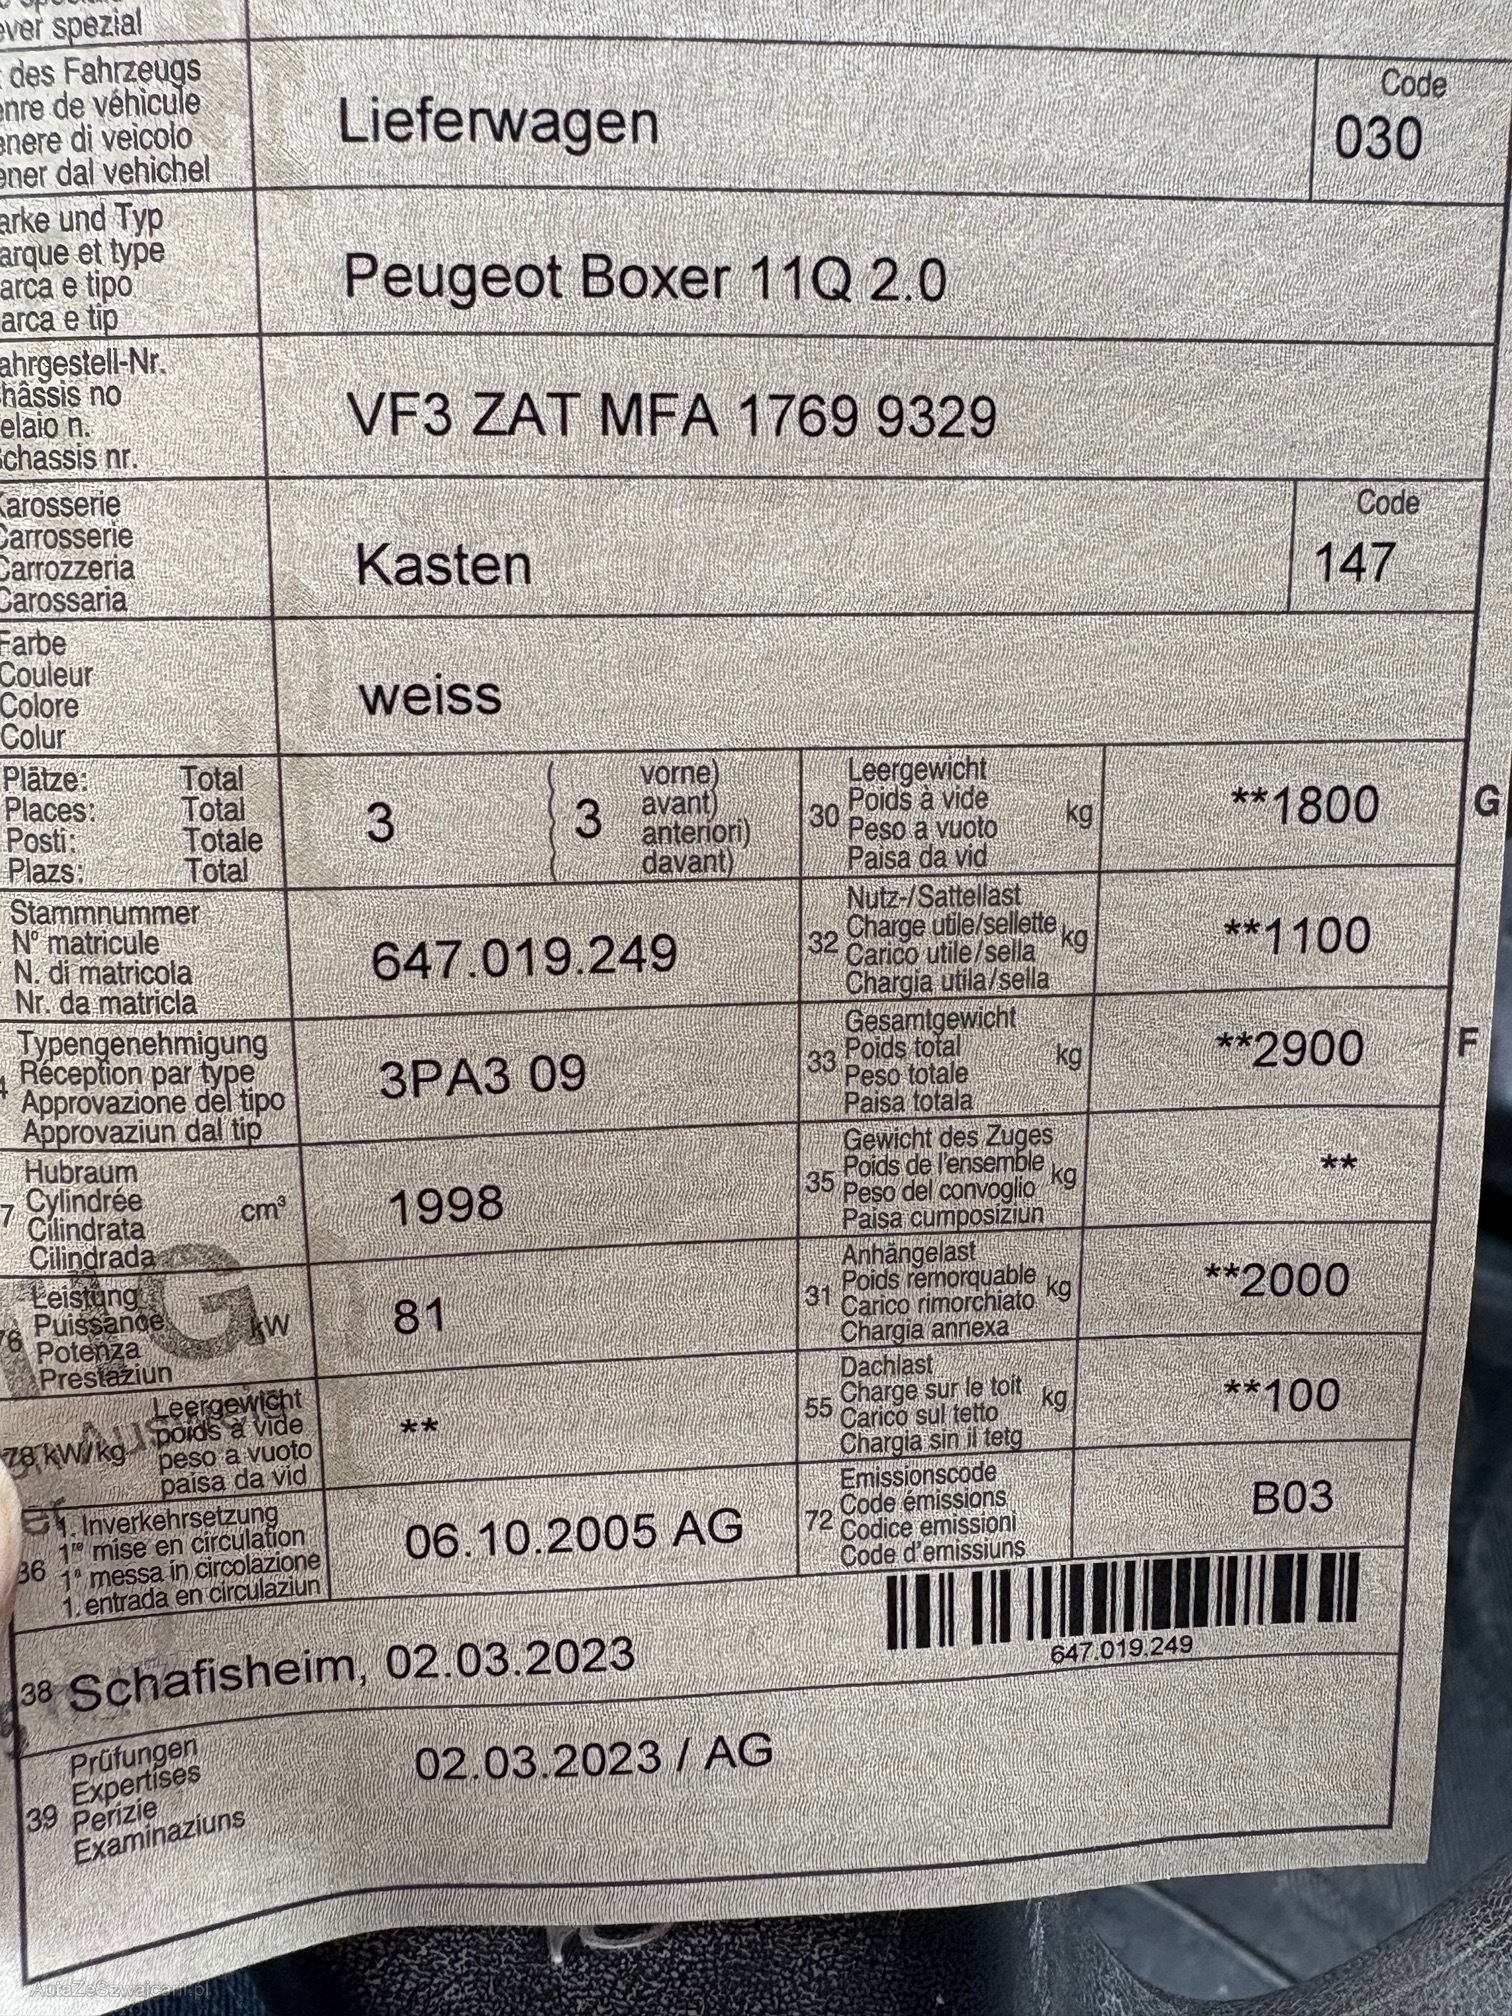 ever spezial
des Fahrzeugs
enre de véhicule
enere di veicolo
ener dal vehichel
Lieferwagen
Code
030
arke und Typ
arque et type
arca e tipo
arca e tip
Peugeot Boxer 11Q 2.0
ahrgestell-Nr.
hâssis no
elaio n.
chassis nr.
VF3 ZAT MFA 1769 9329
Karosserie
Carrosserie
Carrozzeria
Carossaria
Kasten
Code
147
Farbe
Couleur
Colore
Colur
weiss
Plätze: Total
Places: Total
Posti: Totale
Plazs: Total
3
3
vorne)
avant)
anteriori)
davant)
30
Leergewicht
Poids à vide
Peso a vuoto
Paisa da vid
kg
**1800
G
Stammnummer
N° matricule
N. di matricola
Nr. da matricla
647.019.249
32
Nutz-/Sattellast
Charge utile/sellette
Carico utile/sella
Chargia utila/sella
kg
**1100
Typengenehmigung
Réception par type
Approvazione del tipo
Approvaziun dal tip
3PA3 09
33
Gesamtgewicht
Poids total
Peso totale
Paisa totala
kg
**2900
F
7
Hubraum
Cylindrée
Cilindrata
Cilindrada
cm³
1998
35
Gewicht des Zuges
Poids de l'ensemble
Peso del convoglio
Paisa cumposiziun
kg
**
76
Leistung
Puissance
Potenza
Prestaziun
kW
81
31
Anhängelast
Poids remorquable
Carico rimorchiato
Chargia annexa
kg
**2000
78 kW/kg
Leergewicht
poids à vide
peso a vuoto
paisa da vid
**
55
Dachlast
Charge sur le toit
Carico sul tetto
Chargia sin il tetg
kg
**100
36
1. Inverkehrsetzung
1re mise en circulation
1a messa in circolazione
1. entrada en circulaziun
06.10.2005 AG
72
Emissionscode
Code émissions
Codice emissioni
Code d'emissiuns
B03
647.019.249
38 Schafisheim, 02.03.2023
39
Prüfungen
Expertises
Perizie
Examinaziuns
02.03.2023 / AG
AutaZeSzwajcarii.pl